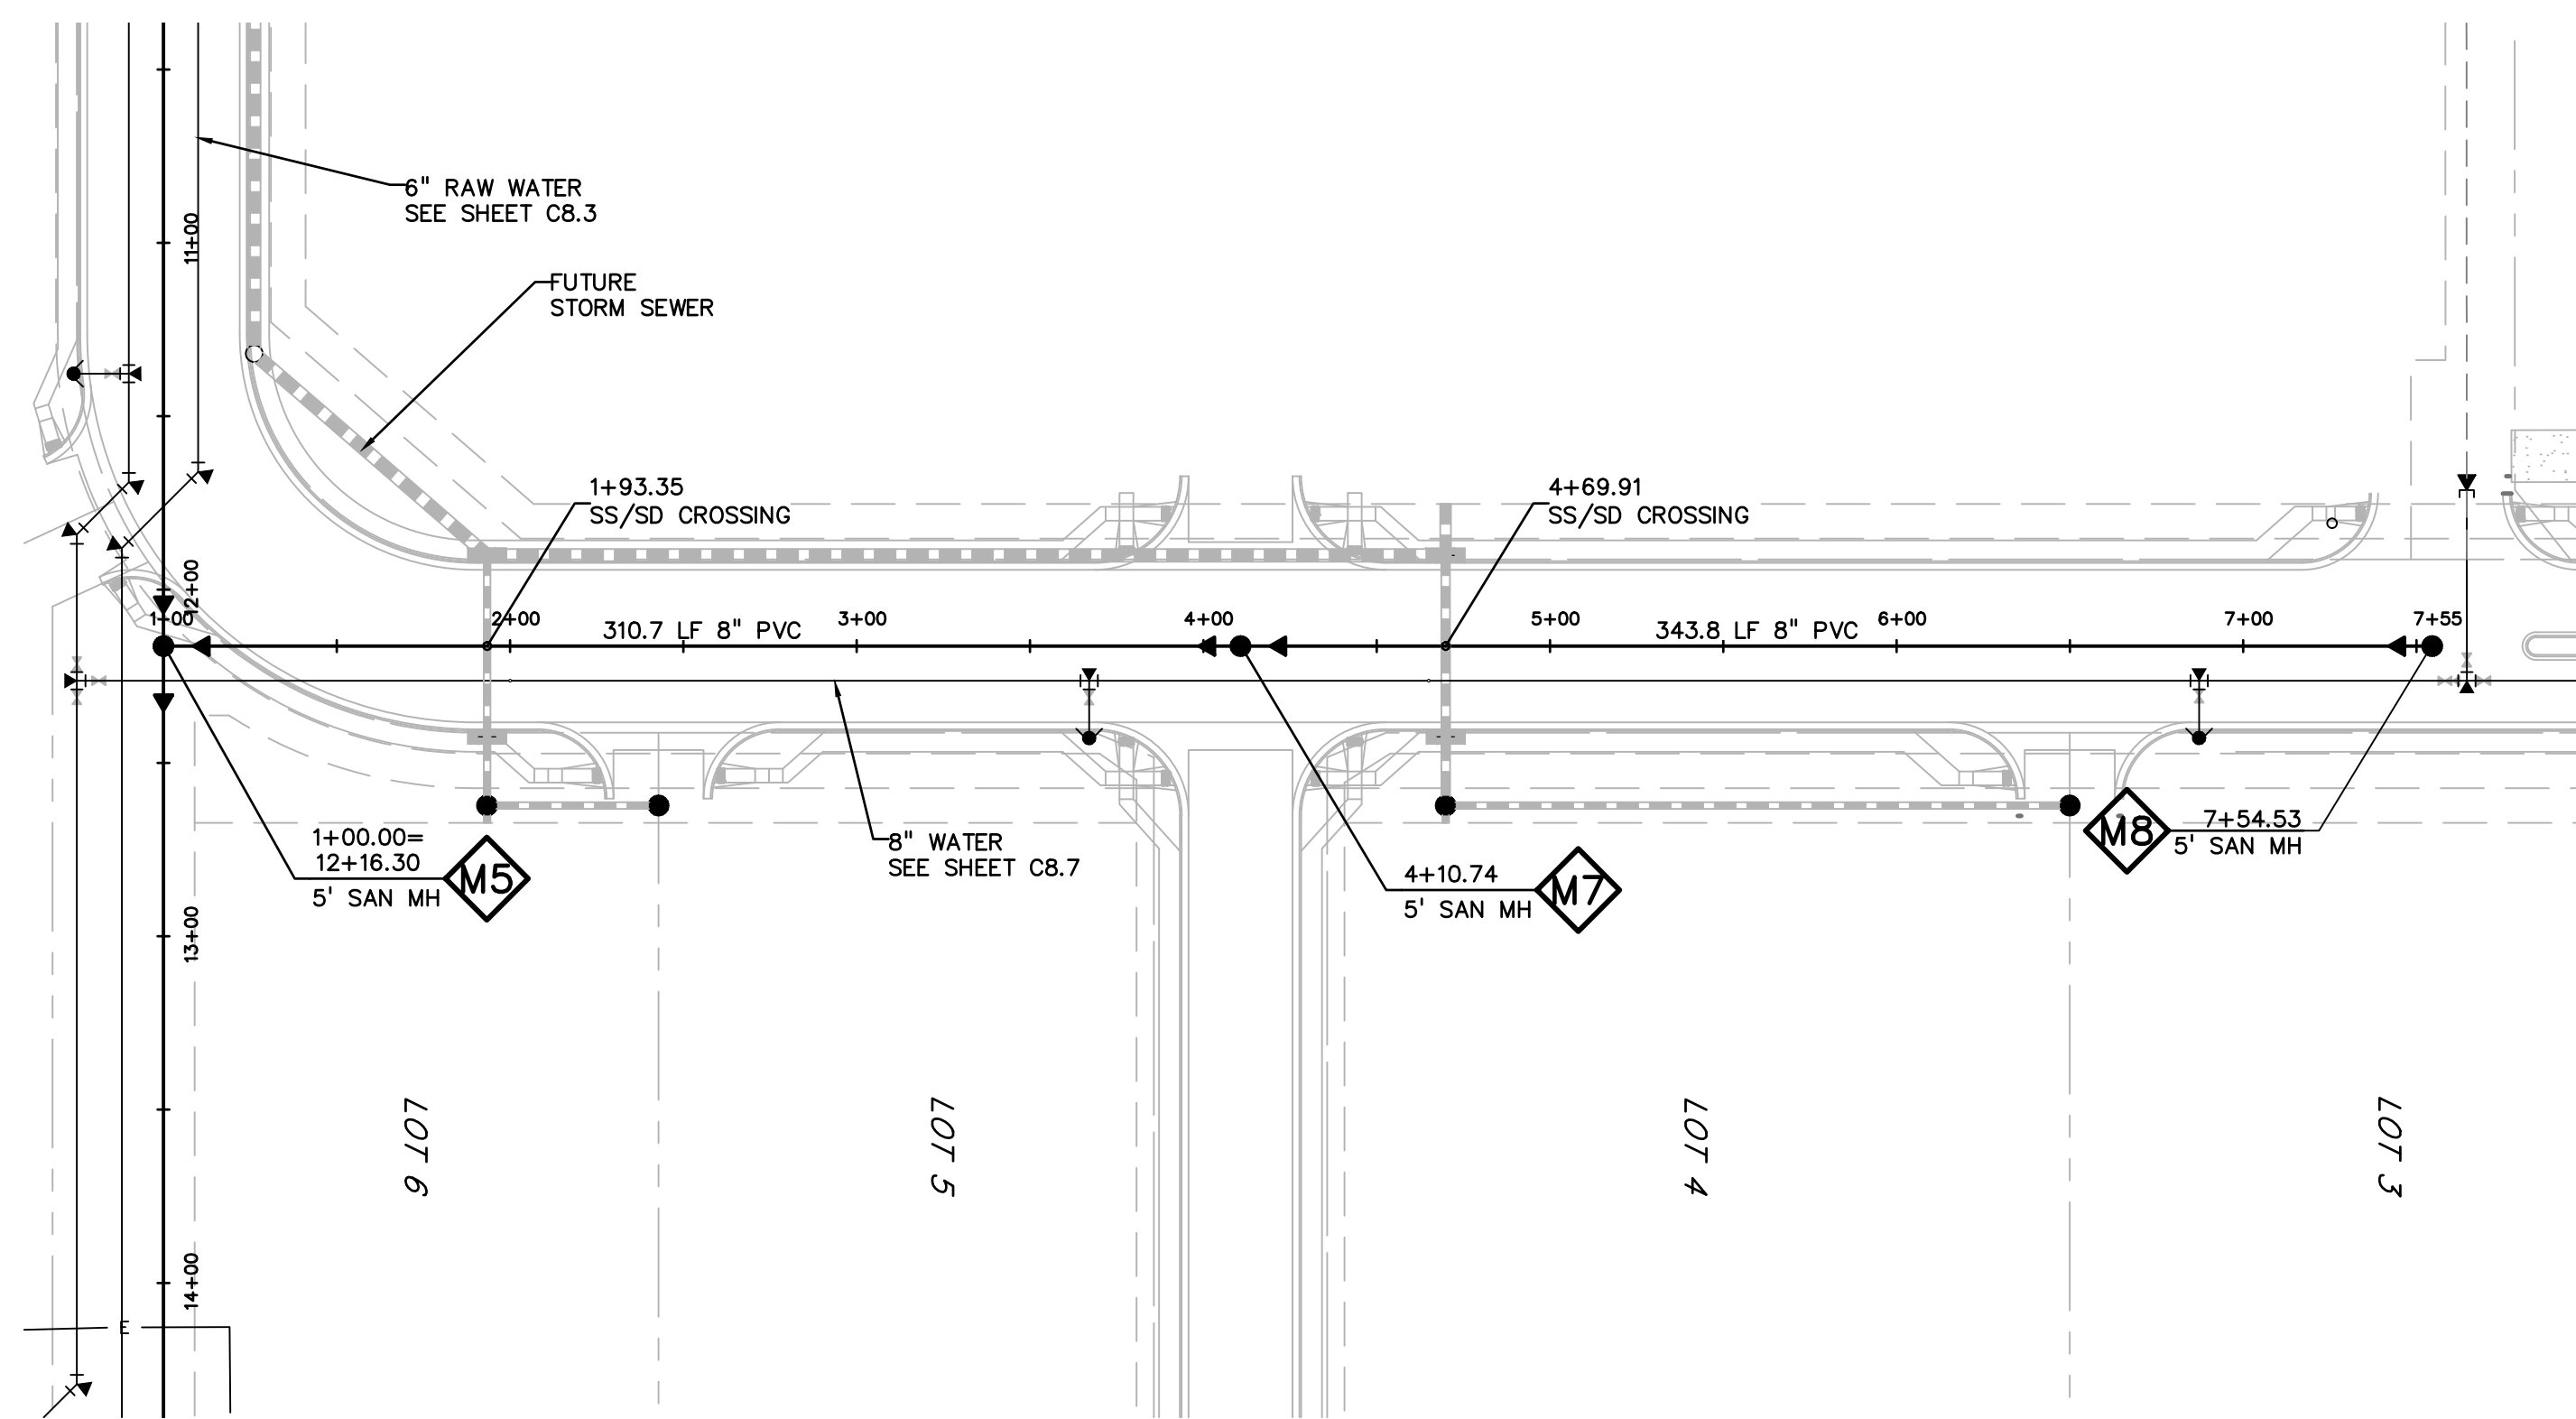 11+00
6" RAW WATER
SEE SHEET C8.3
FUTURE
STORM SEWER
1+93.35
SS/SD CROSSING
4+69.91
SS/SD CROSSING
12+00
1+00
2+00
3+00
4+00
5+00
6+00
7+00
7+55
310.7 LF 8" PVC
343.8 LF 8" PVC
1+00.00=
12+16.30
5' SAN MH
M5
8" WATER
SEE SHEET C8.7
4+10.74
5' SAN MH
M7
M8
7+54.53
5' SAN MH
13+00
LOT 6
LOT 5
LOT 4
LOT 3
14+00
E